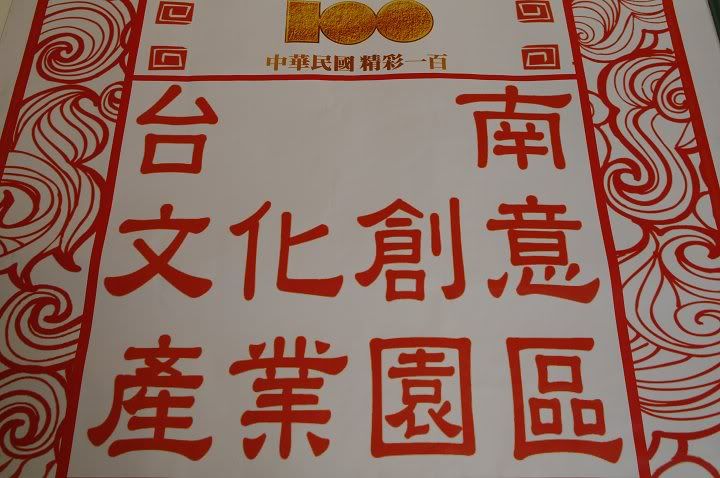 100
中華民國 精彩一百
台 南
文化創意
產業園區